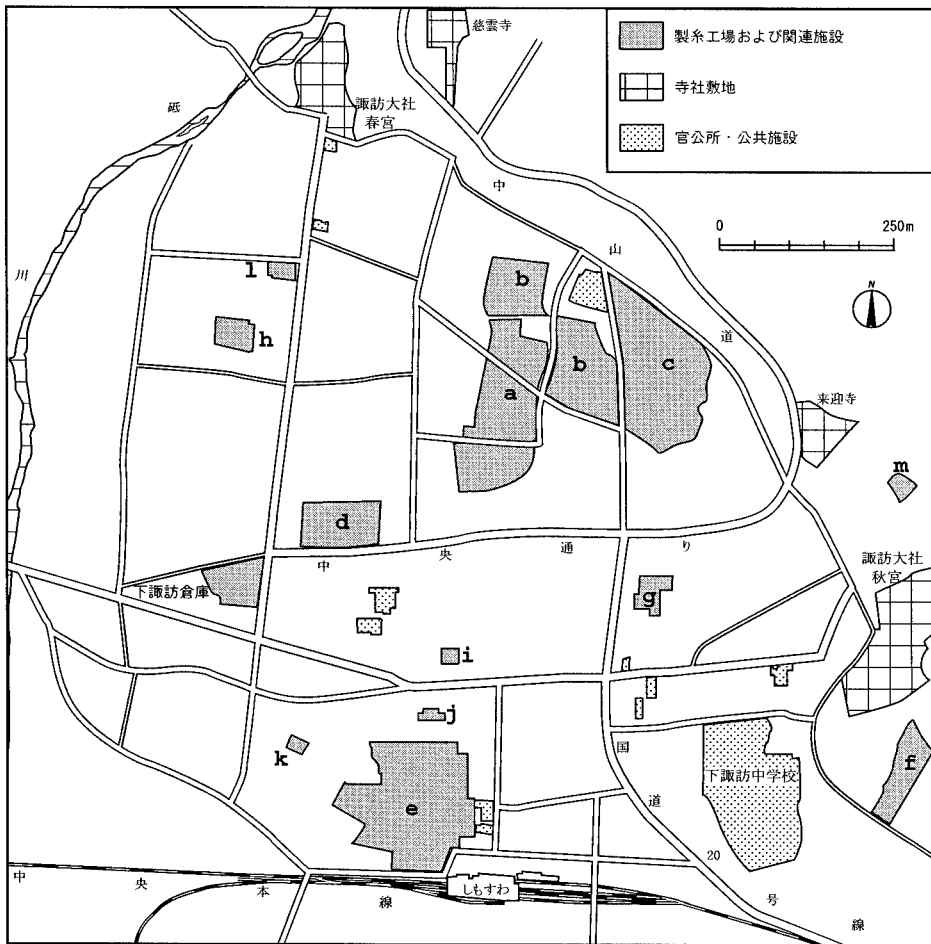 慈雲寺
製糸工場および関連施設
寺社敷地
官公所・公共施設
諏訪大社
春宮
砥
川
中
山
道
0
250m
N
l
h
b
b
a
c
来迎寺
m
d
中
央
通
り
諏訪大社
秋宮
下諏訪倉庫
g
i
j
k
e
国
道
20
号
線
下諏訪中学校
f
しもすわ
中
央
本
線